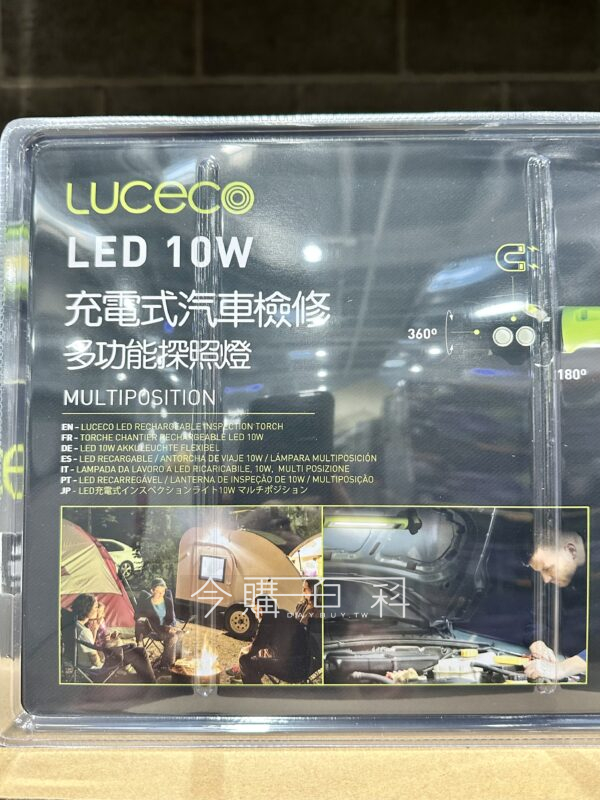 LUCECO
LED 10W
充電式汽車檢修
多功能探照燈
MULTIPOSITION
360º
180º
EN - LUCECO LED RECHARGEABLE INSPECTION TORCH
FR - TORCHE CHANTIER RECHARGEABLE LED 10W
DE - LED 10W AKKULEUCHTE FLEXIBEL
ES - LED RECARGABLE / ANTORCHA DE VIAJE 10W / LÁMPARA MULTIPOSICIÓN
IT - LAMPADA DA LAVORO A LED RICARICABILE, 10W, MULTI POSIZIONE
PT - LED RECARREGÁVEL / LANTERNA DE INSPEÇÃO DE 10W / MULTIPOSIÇÃO
JP - LED充電式インスペクションライト10W マルチポジション
今購百科
DAYBUY.TW